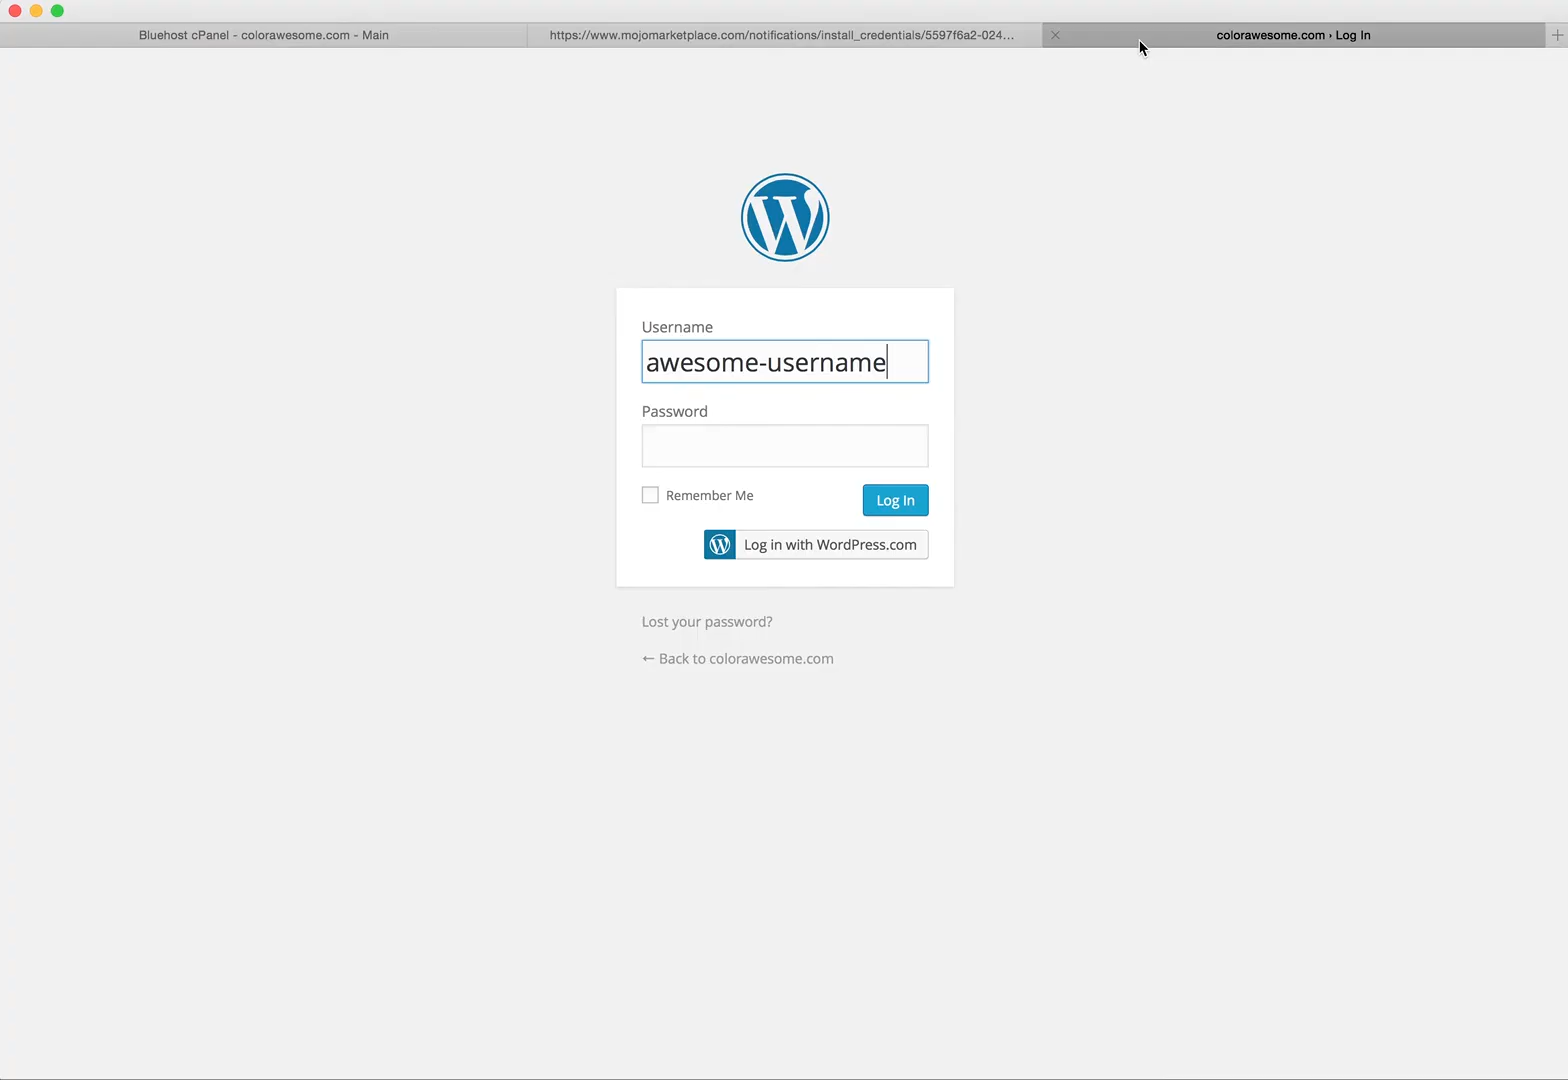 Bluehost cPanel - colorawesome.com - Main
https://www.mojomarketplace.com/notifications/install_credentials/5597f6a2-024...
colorawesome.com › Log In
Username
awesome-username
Password
Remember Me
Log In
Log in with WordPress.com
Lost your password?
← Back to colorawesome.com